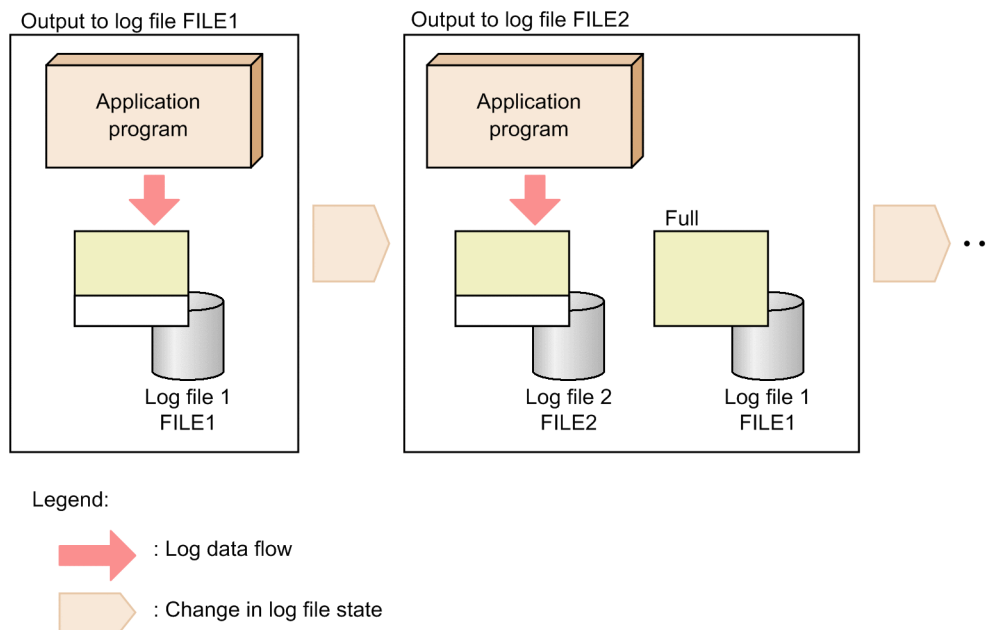 Output to log file FILE1
Application
program
Log file 1
FILE1
Output to log file FILE2
Application
program
Full
Log file 2
FILE2
Log file 1
FILE1
Legend:
: Log data flow
: Change in log file state